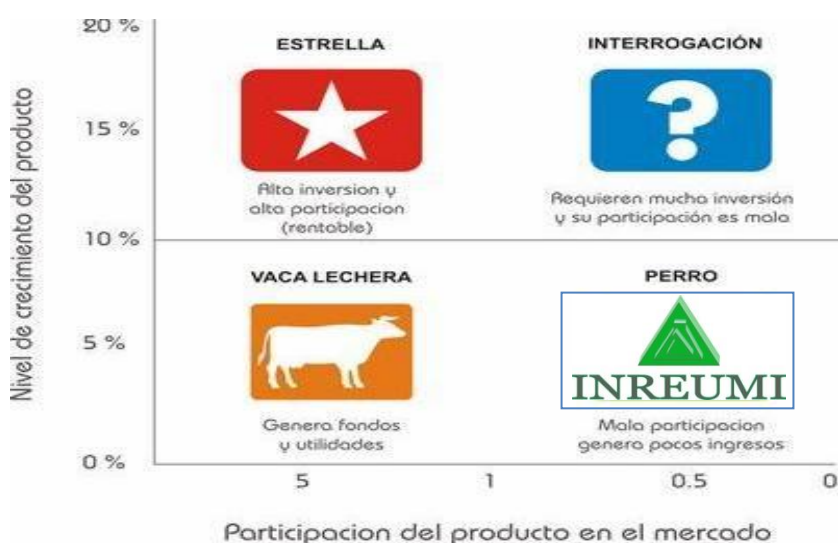 20 %
ESTRELLA
INTERROGACIÓN
?
15 %
Alta inversion y
alta participacion
(rentable)
Requieren mucha inversión
y su participación es mala
10 %
VACA LECHERA
PERRO
5 %
INREUMI
Genera fondos
y utilidades
Mala participacion
genera pocos ingresos
0 %
5
1
0.5
0
Nivel de crecimiento del producto
Participacion del producto en el mercado